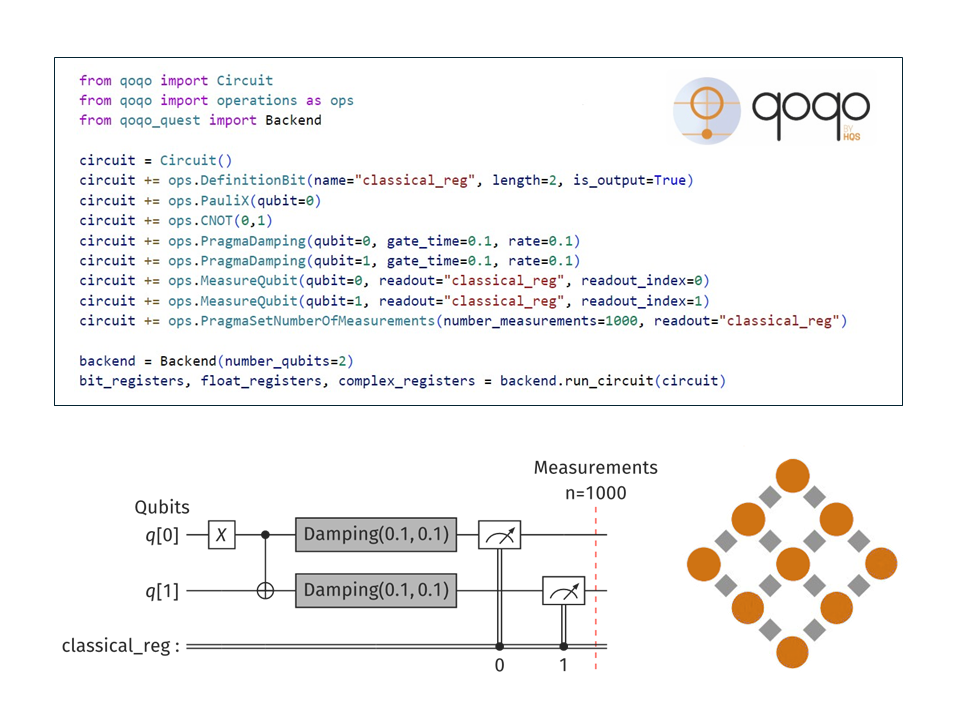 from qoqo import Circuit
from qoqo import operations as ops
from qoqo_quest import Backend
qoqo
BY
HQS
circuit = Circuit()
circuit += ops.DefinitionBit(name="classical_reg", length=2, is_output=True)
circuit += ops.PauliX(qubit=0)
circuit += ops.CNOT(0,1)
circuit += ops.PragmaDamping(qubit=0, gate_time=0.1, rate=0.1)
circuit += ops.PragmaDamping(qubit=1, gate_time=0.1, rate=0.1)
circuit += ops.MeasureQubit(qubit=0, readout="classical_reg", readout_index=0)
circuit += ops.MeasureQubit(qubit=1, readout="classical_reg", readout_index=1)
circuit += ops.PragmaSetNumberOfMeasurements(number_measurements=1000, readout="classical_reg")
backend = Backend(number_qubits=2)
bit_registers, float_registers, complex_registers = backend.run_circuit(circuit)
Measurements
n=1000
Qubits
q[0] X Damping(0.1, 0.1)
q[1] Damping(0.1, 0.1)
classical_reg :
0 1